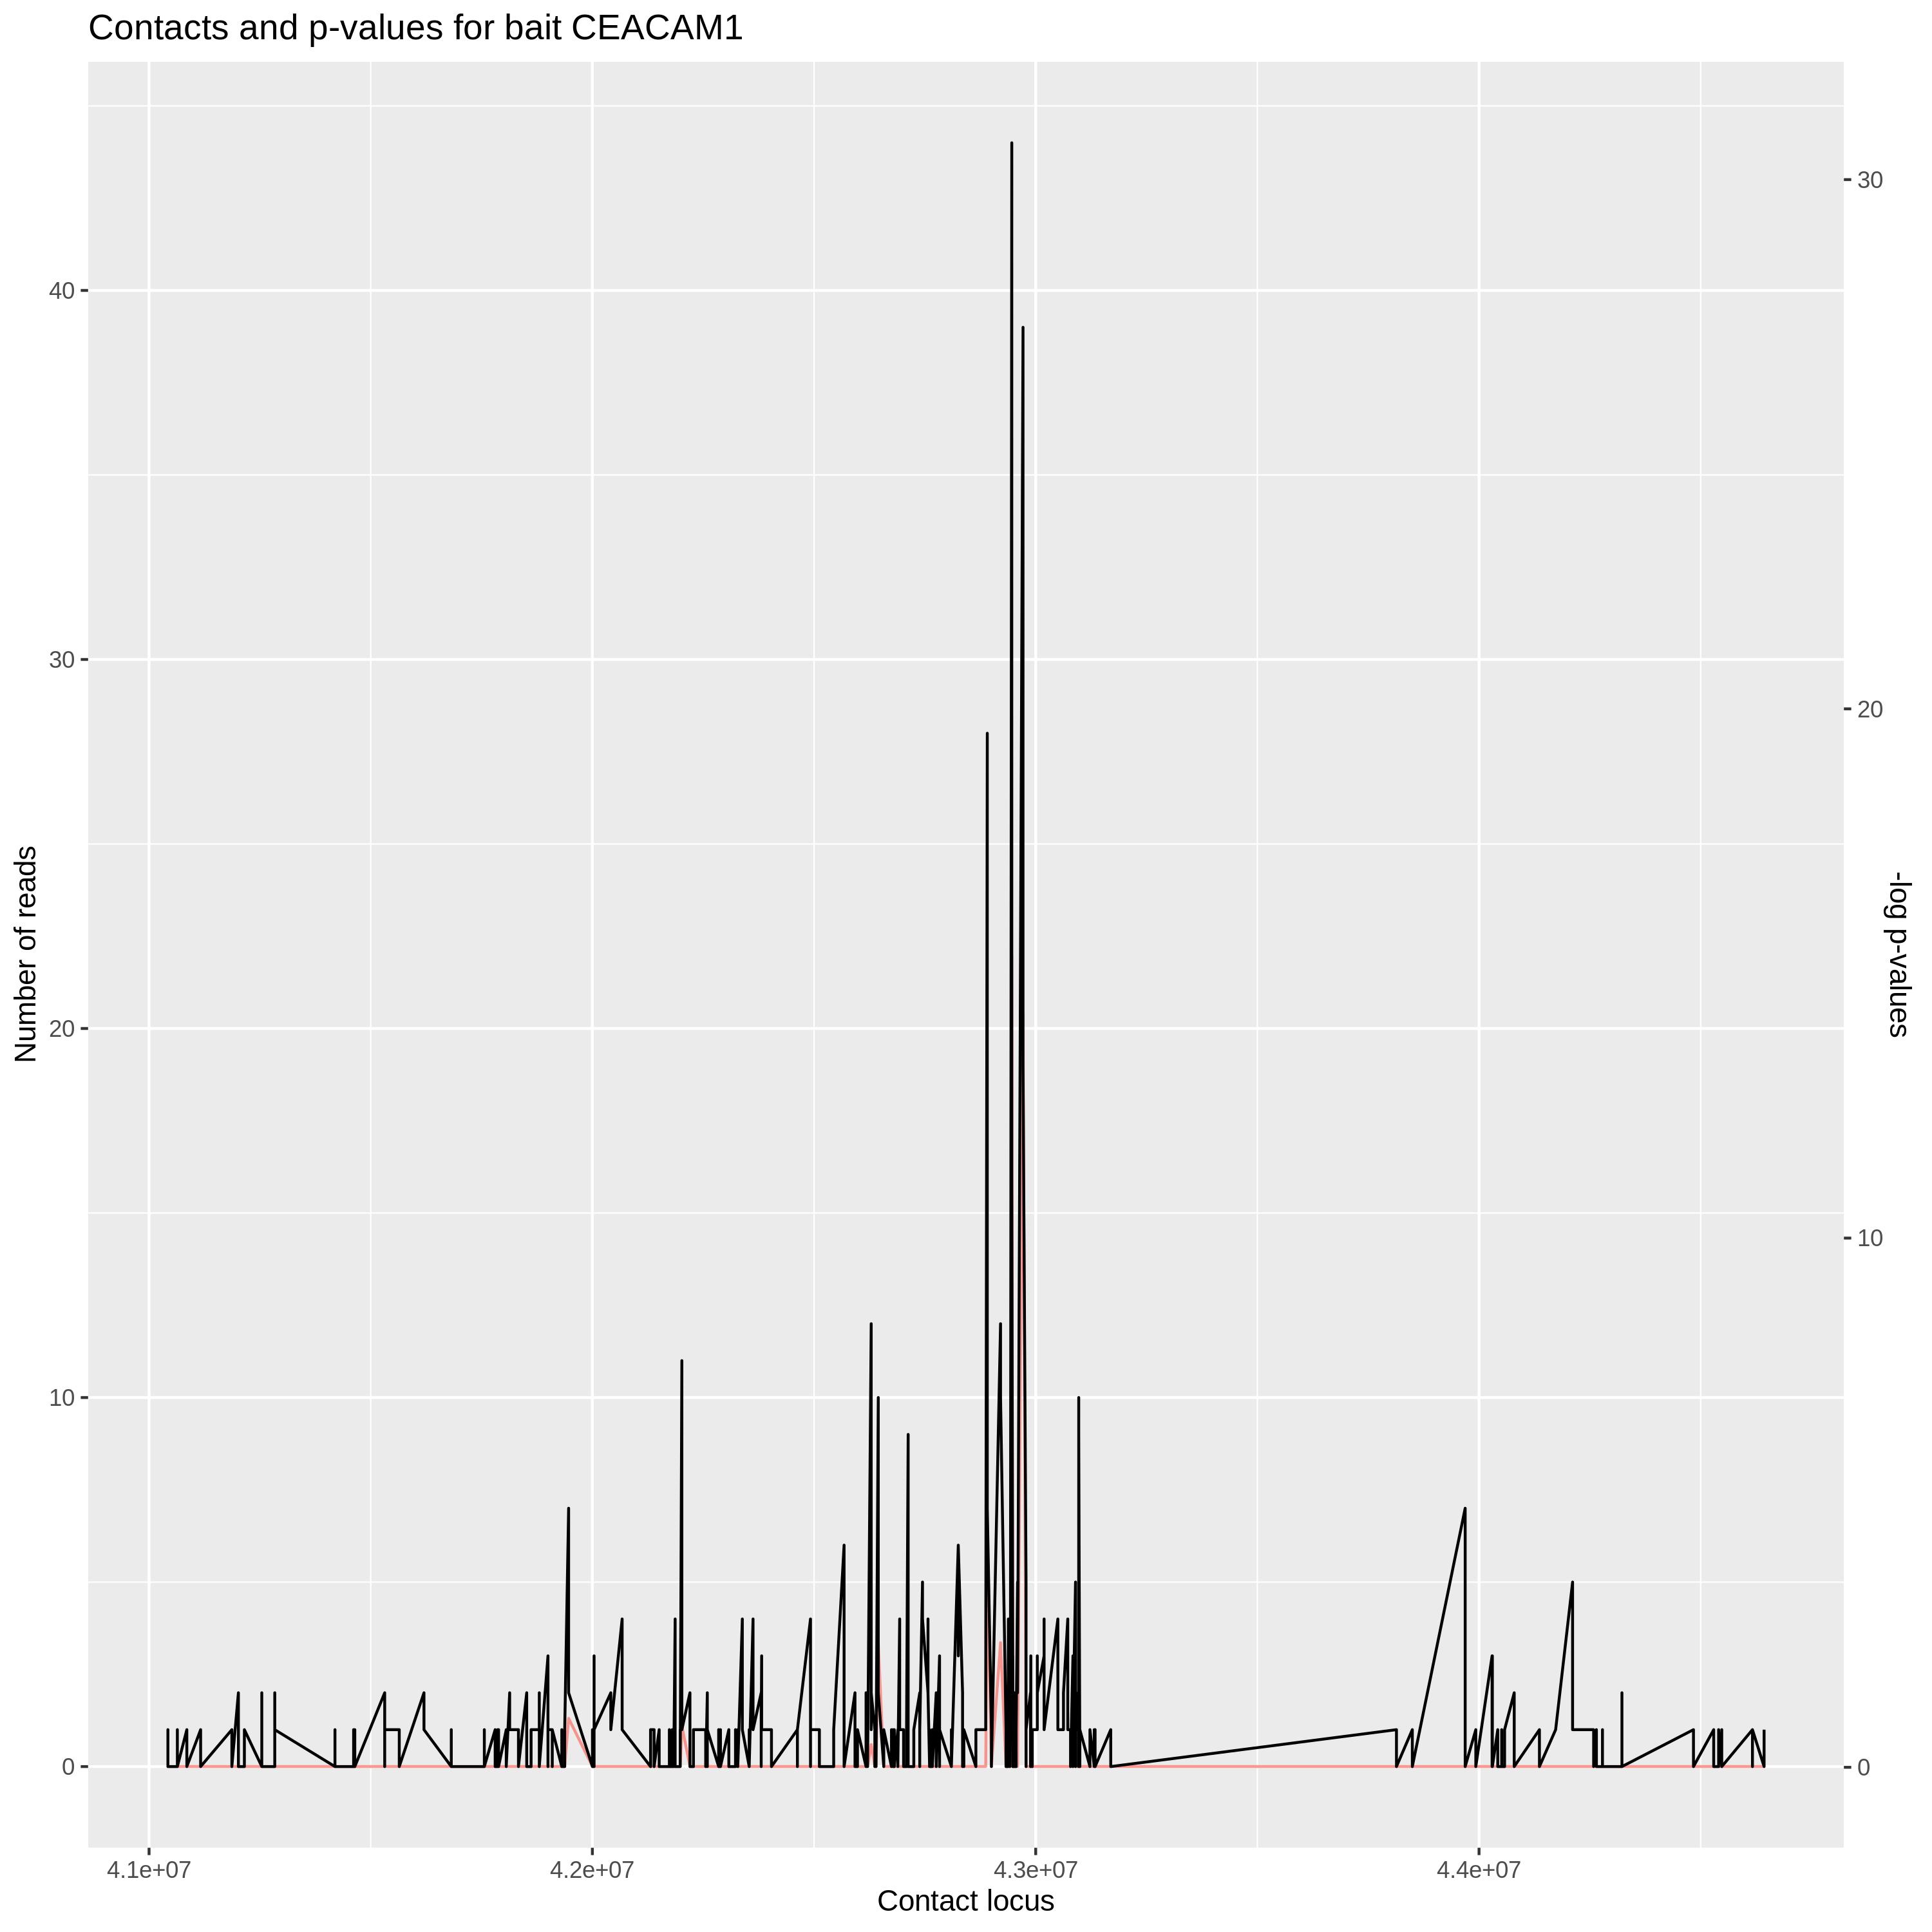 Contacts and p-values for bait CEACAM1
Number of reads
40
30
20
10
0
30
20
10
0
-log p-values
4.1e+07
4.2e+07
4.3e+07
4.4e+07
Contact locus